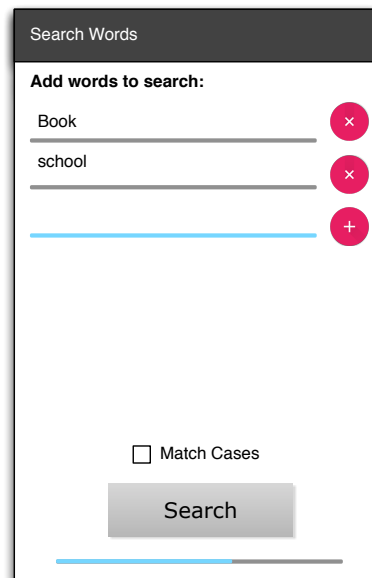 Search Words
Add words to search:
Book
×
school
×
+
Match Cases
Search